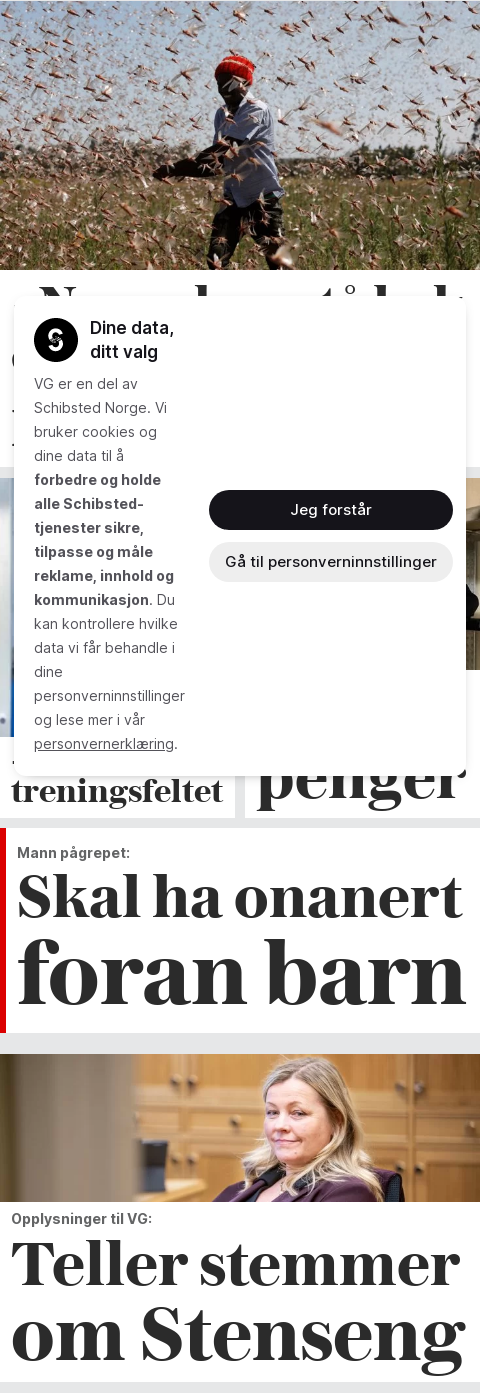 Dine data,
ditt valg
VG er en del av
Schibsted Norge. Vi
bruker cookies og
dine data til å
forbedre og holde
alle Schibsted-
tjenester sikre,
tilpasse og måle
reklame, innhold og
kommunikasjon. Du
kan kontrollere hvilke
data vi får behandle i
dine
personverninnstillinger
og lese mer i vår
personvernerklæring.
Jeg forstår
Gå til personverninnstillinger
treningsfeltet
penger
Mann pågrepet:
Skal ha onanert
foran barn
Opplysninger til VG:
Teller stemmer
om Stenseng